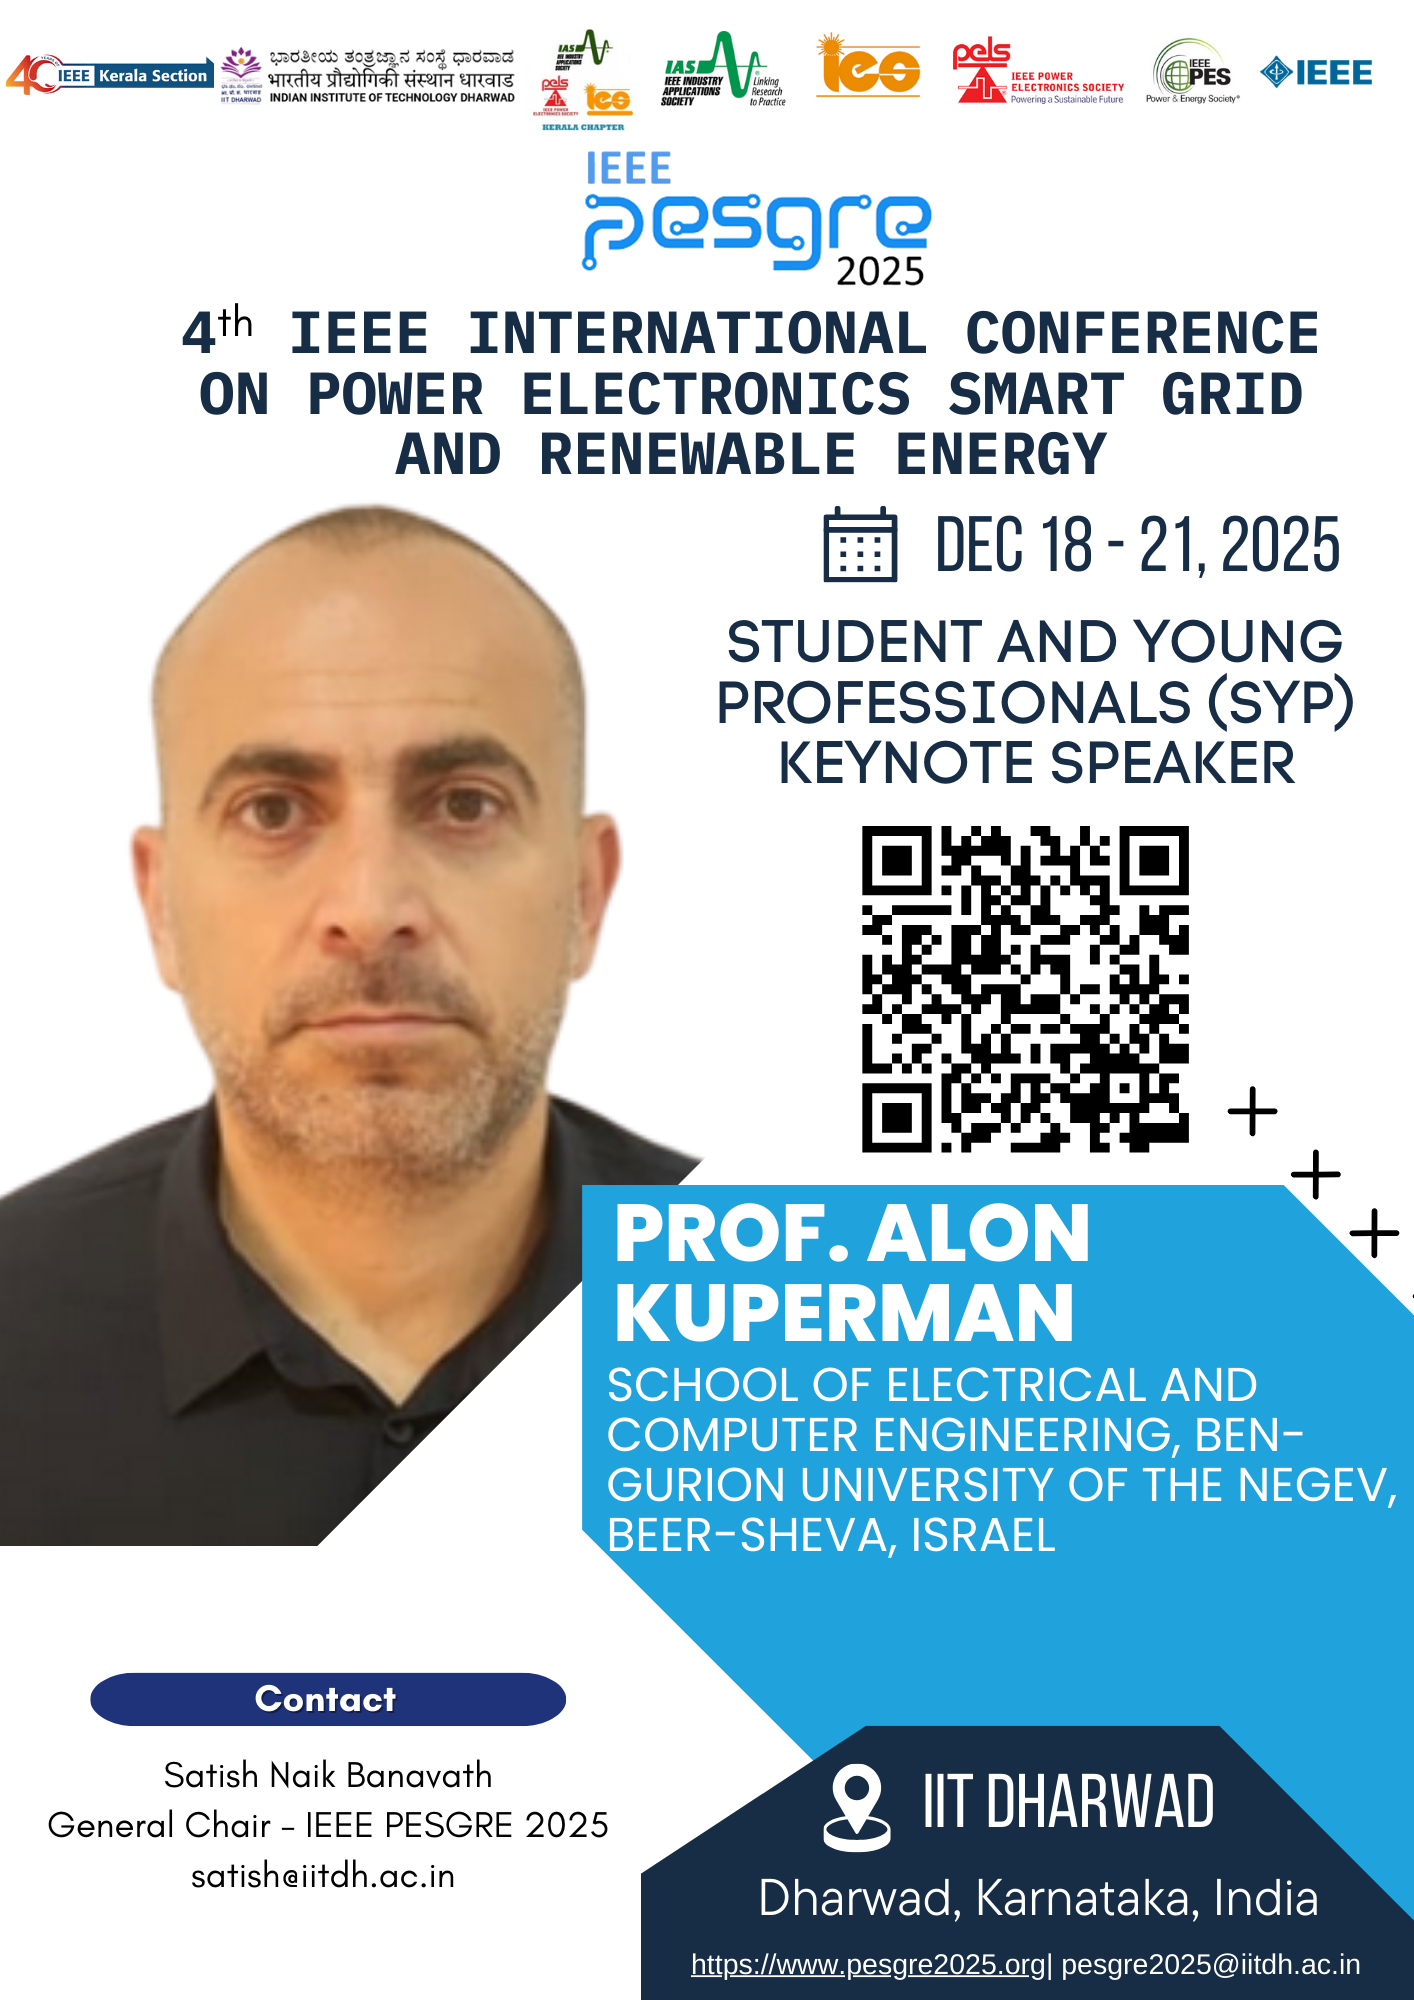 40 YEARS OF IEEE Kerala Section
ಭಾರತೀಯ ತಂತ್ರಜ್ಞಾನ ಸಂಸ್ಥೆ ಧಾರವಾಡ
भारतीय प्रौद्योगिकी संस्थान धारवाड
INDIAN INSTITUTE OF TECHNOLOGY DHARWAD
IIT DHARWAD
IAS
IEEE INDUSTRY
APPLICATIONS
SOCIETY
pels
IEEE POWER
ELECTRONICS SOCIETY
ies
KERALA CHAPTER
IAS
IEEE INDUSTRY
APPLICATIONS
SOCIETY
Linking
Research
to Practice
ies
pels
IEEE POWER
ELECTRONICS SOCIETY
Powering a Sustainable Future
IEEE
PES
Power & Energy Society®
IEEE
IEEE
pesgre
2025
4th IEEE INTERNATIONAL CONFERENCE
ON POWER ELECTRONICS SMART GRID
AND RENEWABLE ENERGY
DEC 18 - 21, 2025
STUDENT AND YOUNG
PROFESSIONALS (SYP)
KEYNOTE SPEAKER
PROF. ALON
KUPERMAN
SCHOOL OF ELECTRICAL AND
COMPUTER ENGINEERING, BEN-
GURION UNIVERSITY OF THE NEGEV,
BEER-SHEVA, ISRAEL
Contact
Satish Naik Banavath
General Chair - IEEE PESGRE 2025
satish@iitdh.ac.in
IIT DHARWAD
Dharwad, Karnataka, India
https://www.pesgre2025.org| pesgre2025@iitdh.ac.in